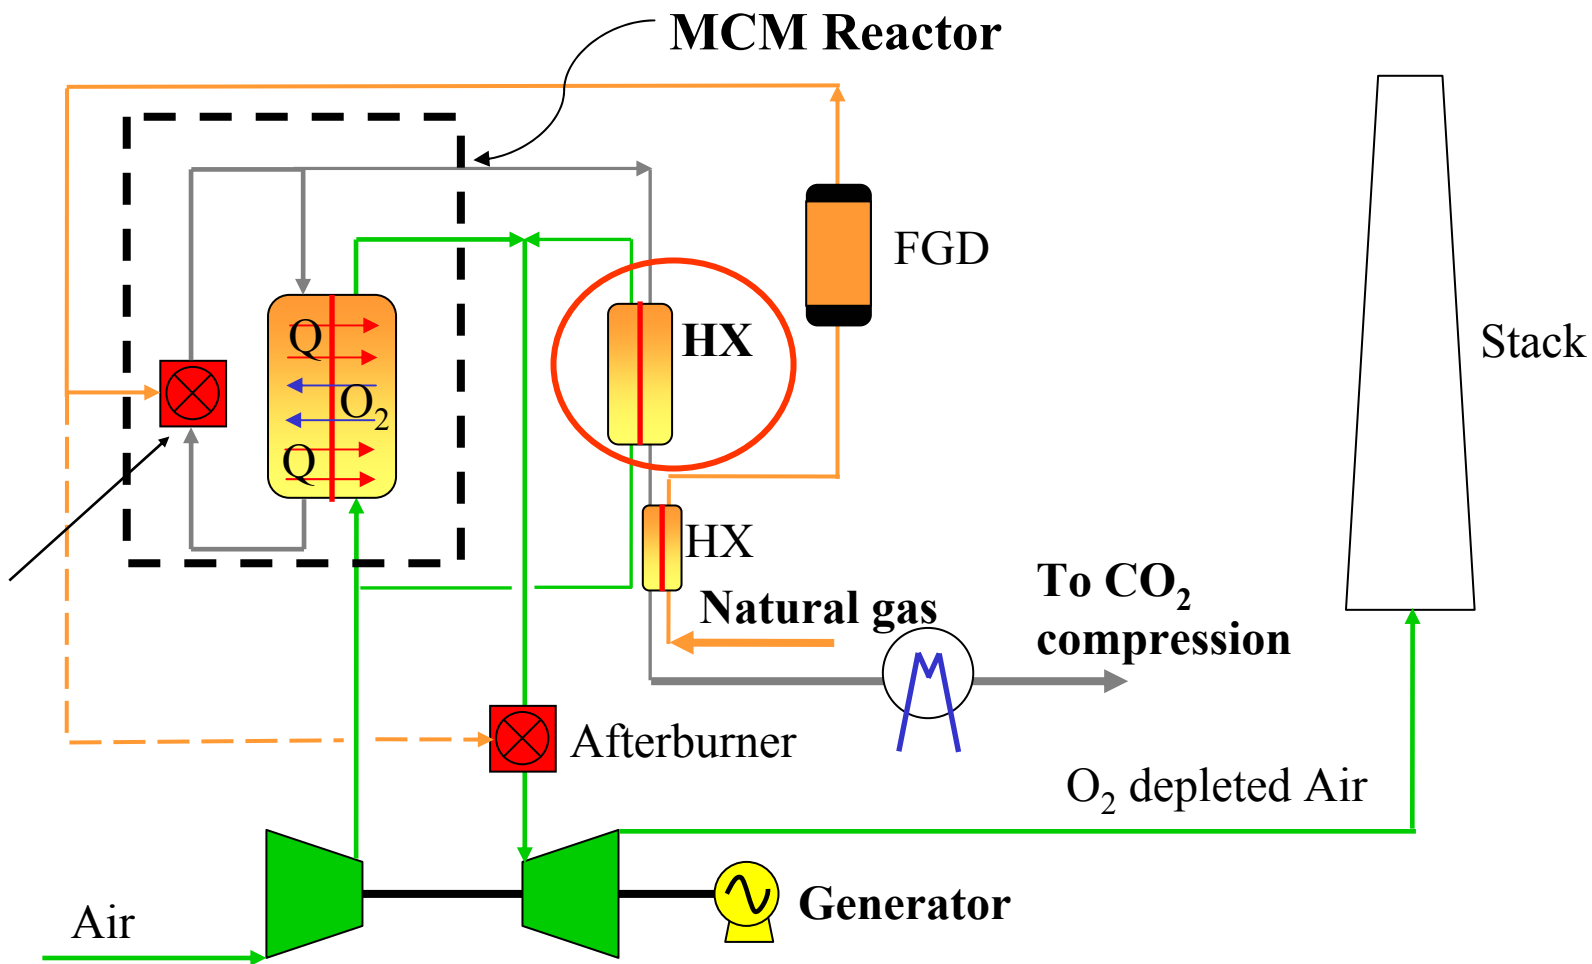 MCM Reactor
FGD
Q
HX
Stack
O₂
Q
HX
To CO₂
compression
Natural gas
Afterburner
O₂ depleted Air
Generator
Air